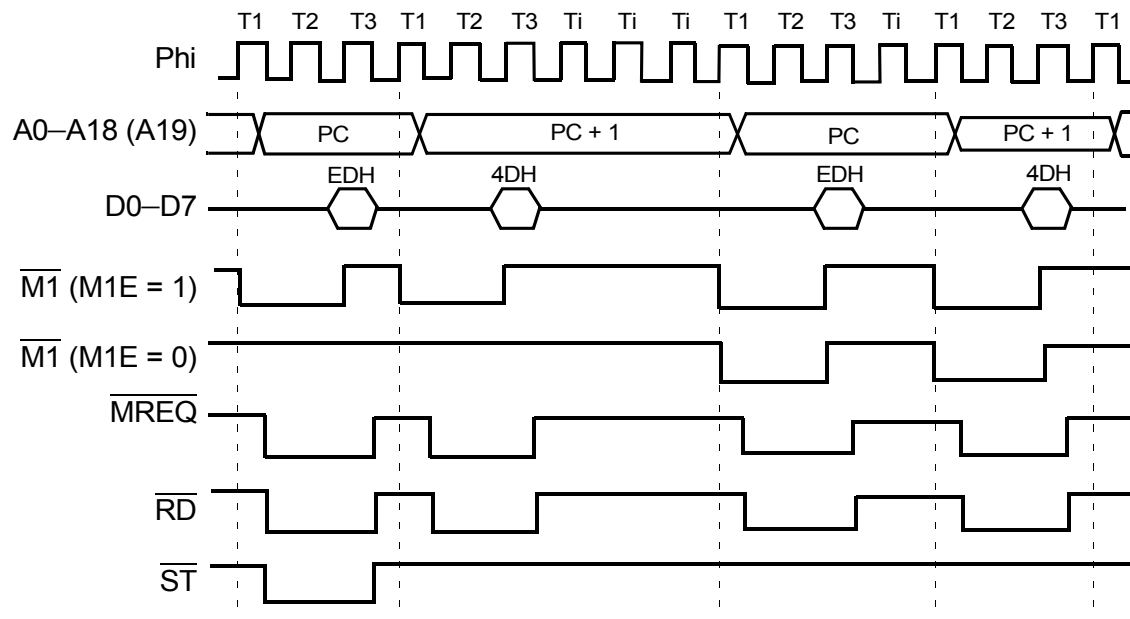 T1 T2 T3 T1 T2 T3 Ti Ti Ti T1 T2 T3 Ti T1 T2 T3 T1
Phi
A0–A18 (A19) PC PC + 1 PC PC + 1
EDH 4DH EDH 4DH
D0–D7
M1 (M1E = 1)
M1 (M1E = 0)
MREQ
RD
ST